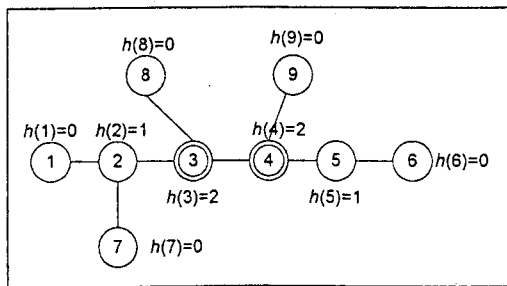 h(8)=0
h(9)=0
8
9
h(1)=0
h(2)=1
h(4)=2
1
2
3
4
5
6
h(6)=0
h(3)=2
h(5)=1
7
h(7)=0